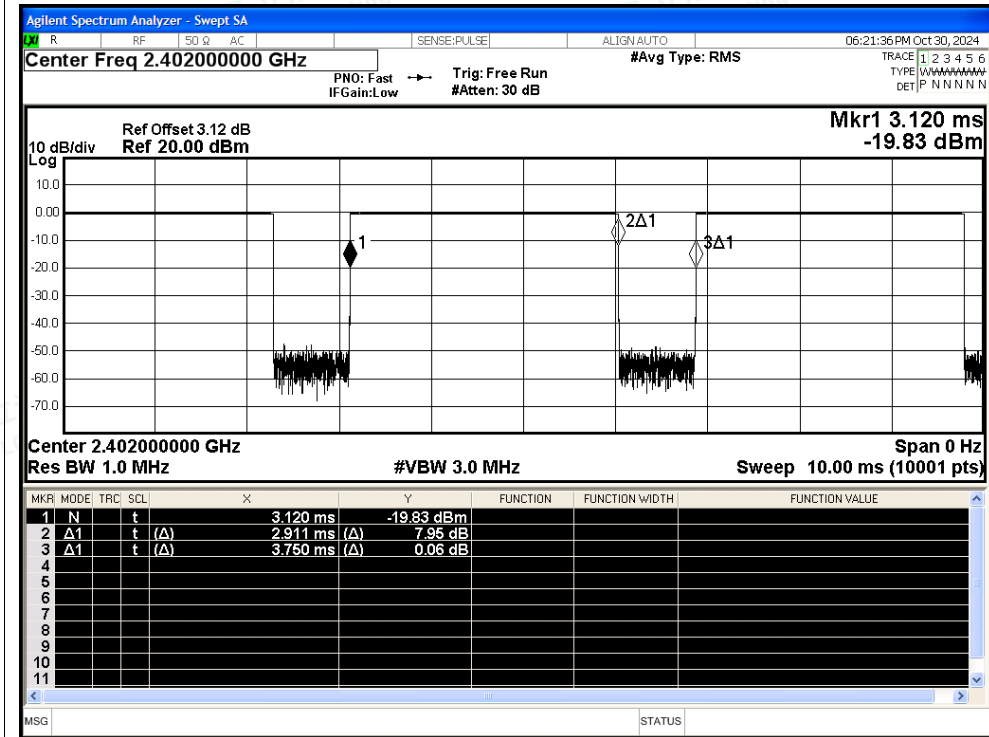 Agilent Spectrum Analyzer - Swept SA
LXI R RF 50 Ω AC SENSE:PULSE ALIGN AUTO 06:21:36 PM Oct 30, 2024
Center Freq 2.402000000 GHz #Avg Type: RMS TRACE 1 2 3 4 5 6
PNO: Fast Trig: Free Run TYPE
IFGain:Low #Atten: 30 dB DET P N N N N N
Mkr1 3.120 ms
Ref Offset 3.12 dB
10 dB/div Ref 20.00 dBm -19.83 dBm
Log
10.0
0.00
2Δ1
-10.0
1 3Δ1
-20.0
-30.0
-40.0
-50.0
-60.0
-70.0
Center 2.402000000 GHz Span 0 Hz
Res BW 1.0 MHz #VBW 3.0 MHz Sweep 10.00 ms (10001 pts)
MKR MODE TRC SCL X Y FUNCTION FUNCTION WIDTH FUNCTION VALUE
1 N t 3.120 ms -19.83 dBm
2 Δ1 t (Δ) 2.911 ms (Δ) 7.95 dB
3 Δ1 t (Δ) 3.750 ms (Δ) 0.06 dB
4
5
6
7
8
9
10
11
MSG STATUS